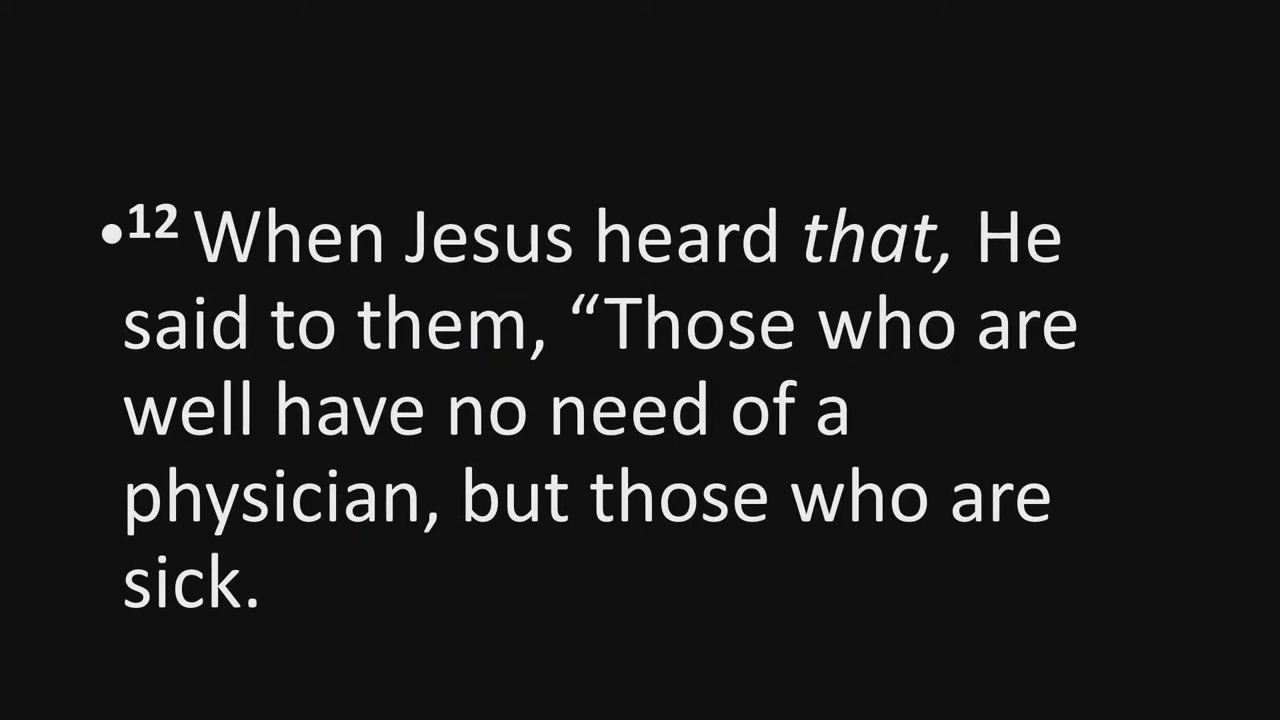 •12 When Jesus heard that, He
said to them, “Those who are
well have no need of a
physician, but those who are
sick.